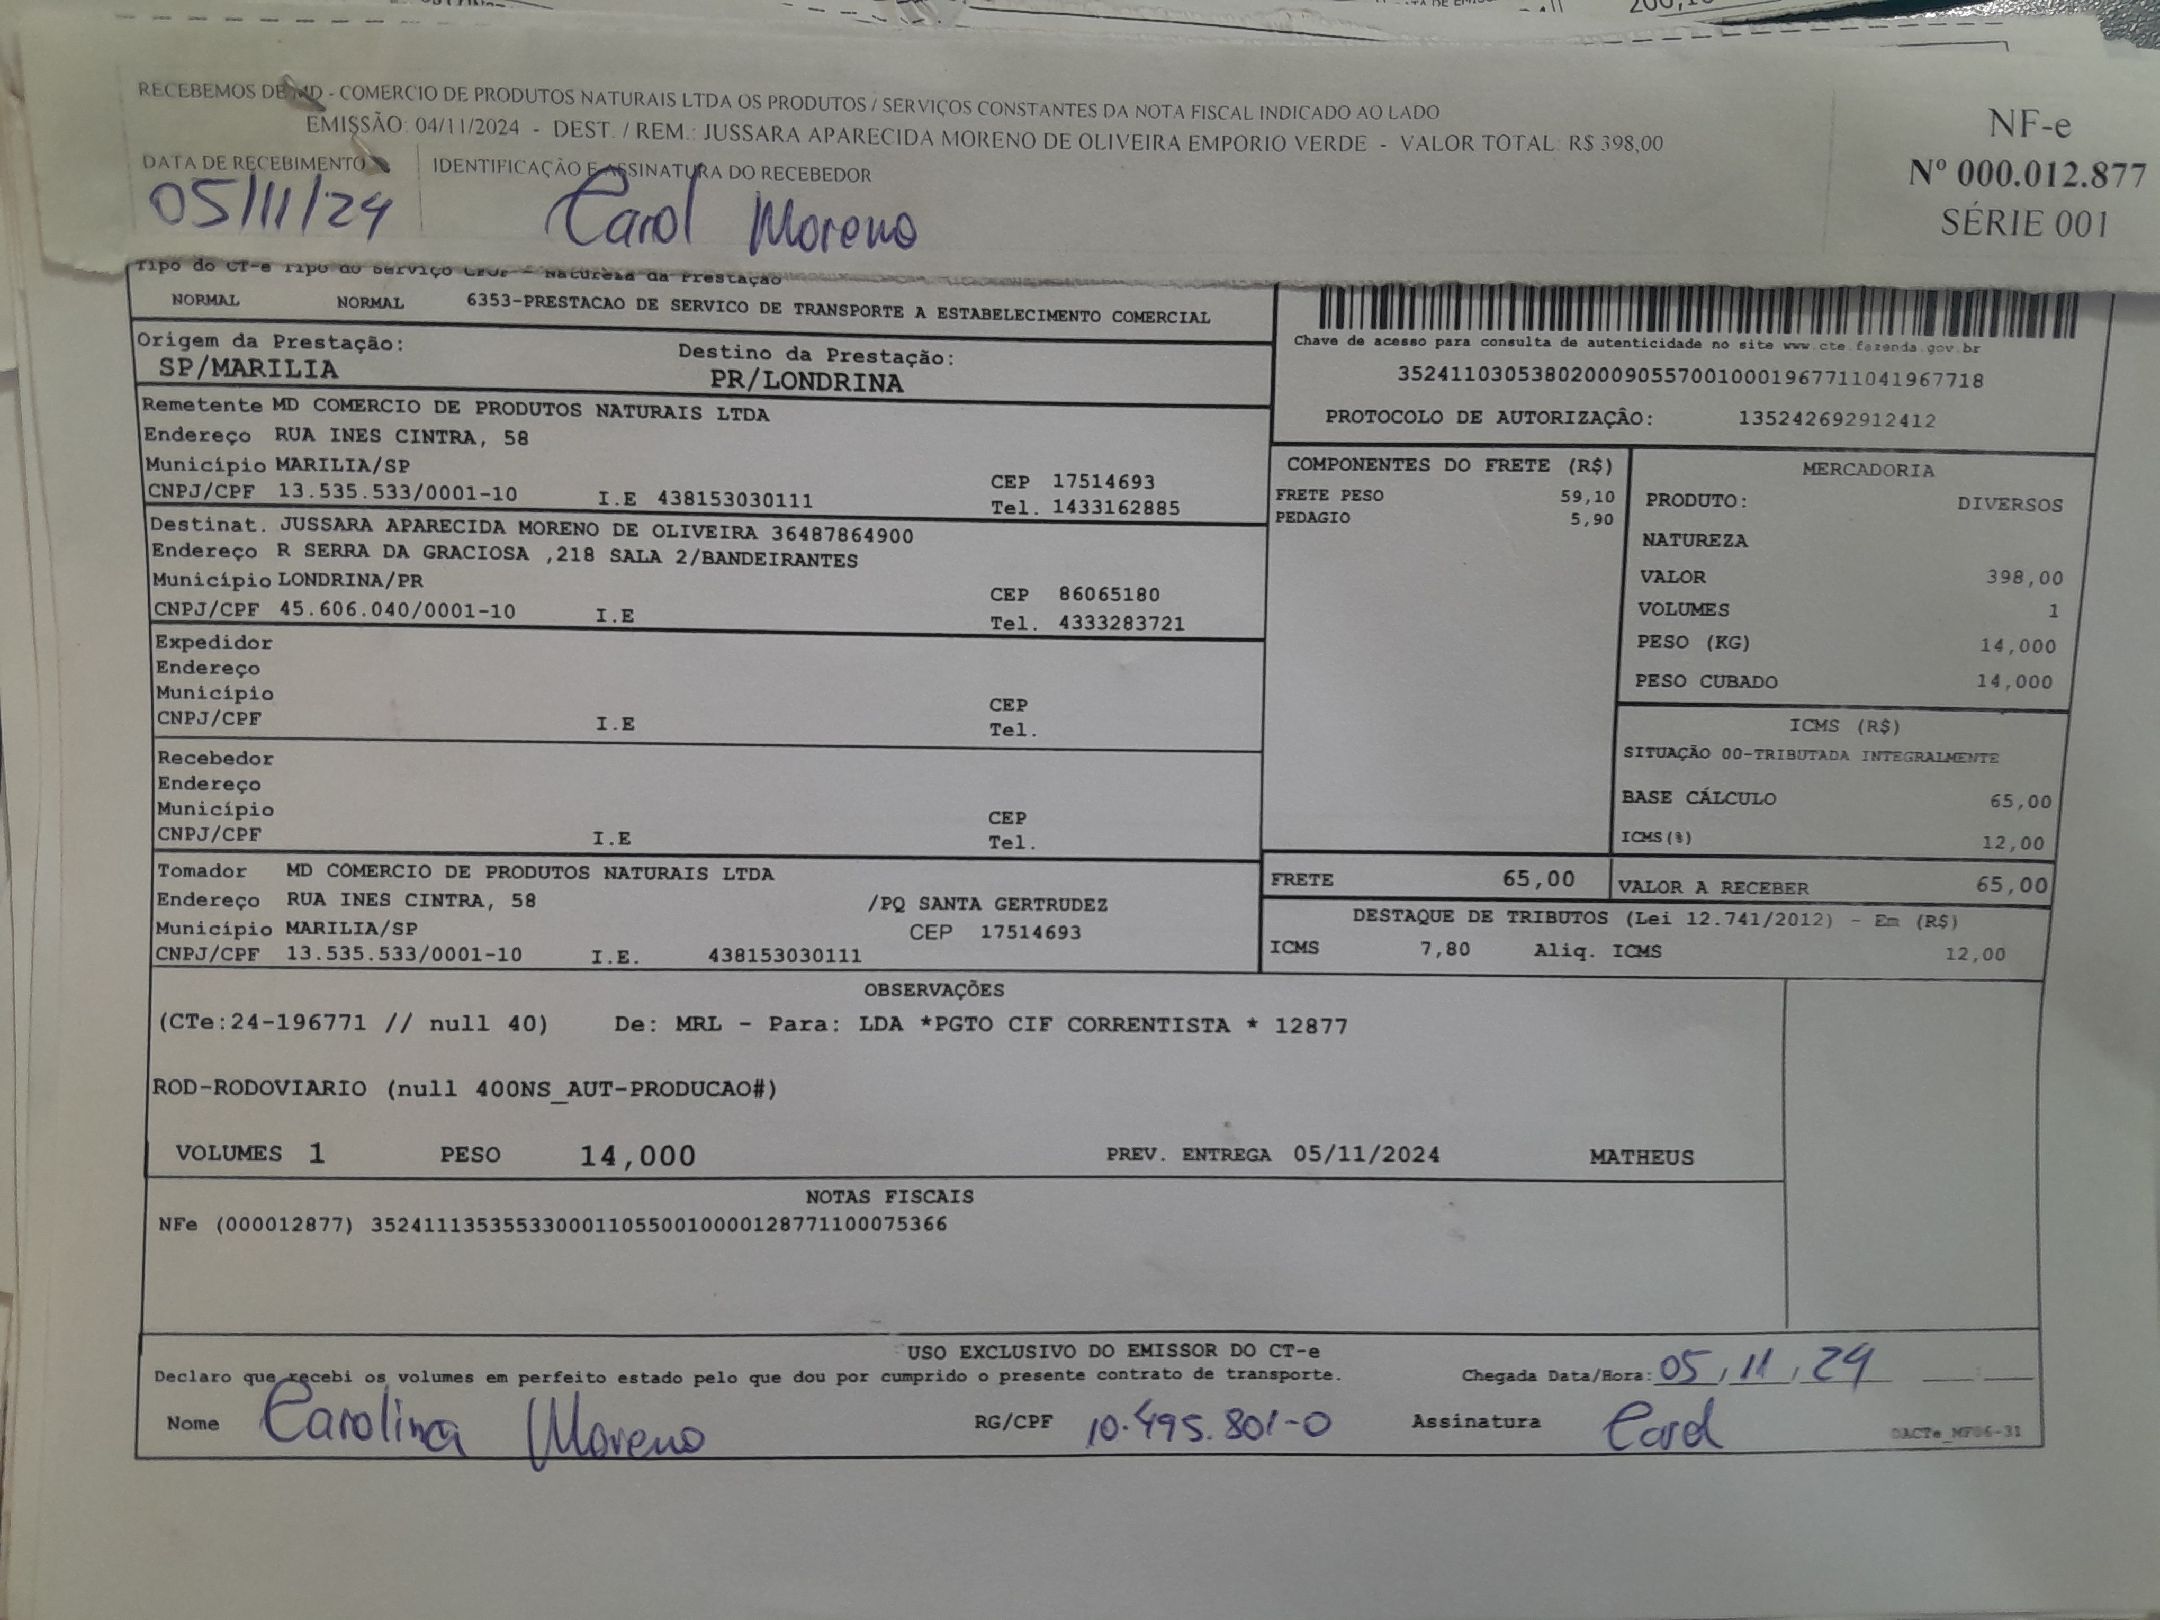 RECEBEMOS DE MD - COMERCIO DE PRODUTOS NATURAIS LTDA OS PRODUTOS / SERVIÇOS CONSTANTES DA NOTA FISCAL INDICADO AO LADO
EMISSÃO: 04/11/2024 - DEST. / REM.: JUSSARA APARECIDA MORENO DE OLIVEIRA EMPORIO VERDE - VALOR TOTAL: R$ 398,00
NF-e
Nº 000.012.877
SÉRIE 001
DATA DE RECEBIMENTO IDENTIFICAÇÃO E ASSINATURA DO RECEBEDOR
05/11/24 Carol Moreno
Tipo do CT-e Tipo do Serviço CFOP - Natureza da Prestação
NORMAL NORMAL 6353-PRESTACAO DE SERVICO DE TRANSPORTE A ESTABELECIMENTO COMERCIAL
Chave de acesso para consulta de autenticidade no site www.cte.fazenda.gov.br
35241103053802000905570010001967711041967718
PROTOCOLO DE AUTORIZAÇÂO: 135242692912412
Origem da Prestação: Destino da Prestação:
SP/MARILIA PR/LONDRINA
Remetente MD COMERCIO DE PRODUTOS NATURAIS LTDA
Endereço RUA INES CINTRA, 58
Município MARILIA/SP CEP 17514693
CNPJ/CPF 13.535.533/0001-10 I.E 438153030111 Tel. 1433162885
Destinat. JUSSARA APARECIDA MORENO DE OLIVEIRA 36487864900
Endereço R SERRA DA GRACIOSA ,218 SALA 2/BANDEIRANTES
Município LONDRINA/PR CEP 86065180
CNPJ/CPF 45.606.040/0001-10 I.E Tel. 4333283721
Expedidor
Endereço
Município CEP
CNPJ/CPF I.E Tel.
Recebedor
Endereço
Município CEP
CNPJ/CPF I.E Tel.
Tomador MD COMERCIO DE PRODUTOS NATURAIS LTDA
Endereço RUA INES CINTRA, 58 /PQ SANTA GERTRUDEZ
Município MARILIA/SP CEP 17514693
CNPJ/CPF 13.535.533/0001-10 I.E. 438153030111
COMPONENTES DO FRETE (R$)
FRETE PESO 59,10
PEDAGIO 5,90
MERCADORIA
PRODUTO: DIVERSOS
NATUREZA
VALOR 398,00
VOLUMES 1
PESO (KG) 14,000
PESO CUBADO 14,000
ICMS (R$)
SITUAÇÃO 00-TRIBUTADA INTEGRALMENTE
BASE CÁLCULO 65,00
ICMS(%) 12,00
FRETE 65,00 VALOR A RECEBER 65,00
DESTAQUE DE TRIBUTOS (Lei 12.741/2012) - Em (R$)
ICMS 7,80 Aliq. ICMS 12,00
OBSERVAÇÕES
(CTe:24-196771 // null 40) De: MRL - Para: LDA *PGTO CIF CORRENTISTA * 12877
ROD-RODOVIARIO (null 400NS_AUT-PRODUCAO#)
VOLUMES 1 PESO 14,000 PREV. ENTREGA 05/11/2024 MATHEUS
NOTAS FISCAIS
NFe (000012877) 35241113535533000110550010000128771100075366
USO EXCLUSIVO DO EMISSOR DO CT-e
Declaro que recebi os volumes em perfeito estado pelo que dou por cumprido o presente contrato de transporte. Chegada Data/Hora: 05/11/24
Nome Carolina Moreno RG/CPF 10.495.801-0 Assinatura Carol DACTe_MF06-31